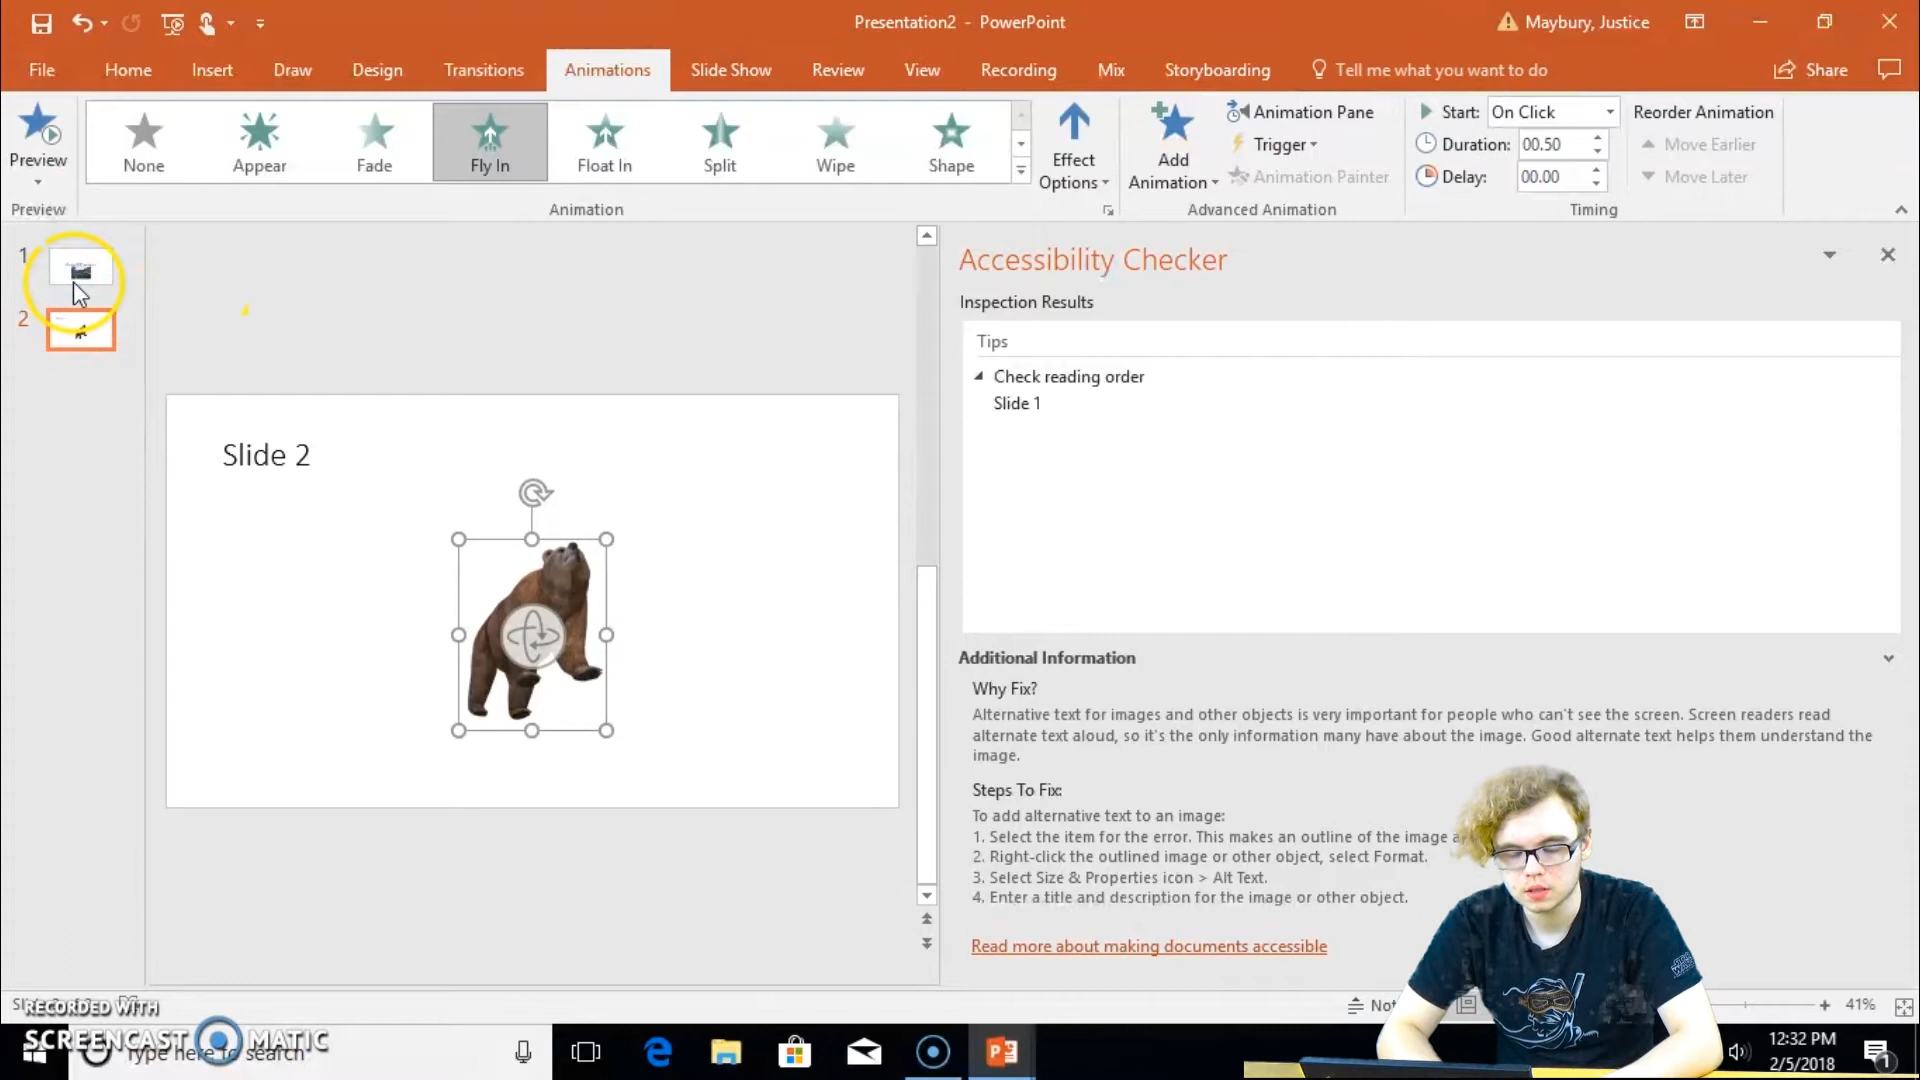 Presentation2 - PowerPoint
Maybury, Justice
File Home Insert Draw Design Transitions Animations Slide Show Review View Recording Mix Storyboarding Tell me what you want to do Share
Preview
None Appear Fade Fly In Float In Split Wipe Shape
Effect Options
Add Animation
Animation Pane
Trigger
Animation Painter
Start: On Click
Duration: 00.50
Delay: 00.00
Reorder Animation
Move Earlier
Move Later
Preview Animation Advanced Animation Timing
1
2
Slide 2
Accessibility Checker
Inspection Results
Tips
Check reading order
Slide 1
Additional Information
Why Fix?
Alternative text for images and other objects is very important for people who can't see the screen. Screen readers read
alternate text aloud, so it's the only information many have about the image. Good alternate text helps them understand the
image.
Steps To Fix:
To add alternative text to an image:
1. Select the item for the error. This makes an outline of the image
2. Right-click the outlined image or other object, select Format.
3. Select Size & Properties icon > Alt Text.
4. Enter a title and description for the image or other object.
Read more about making documents accessible
41%
RECORDED WITH
SCREENCAST MATIC
Type here to search
STAR WARS
12:32 PM
2/5/2018
1